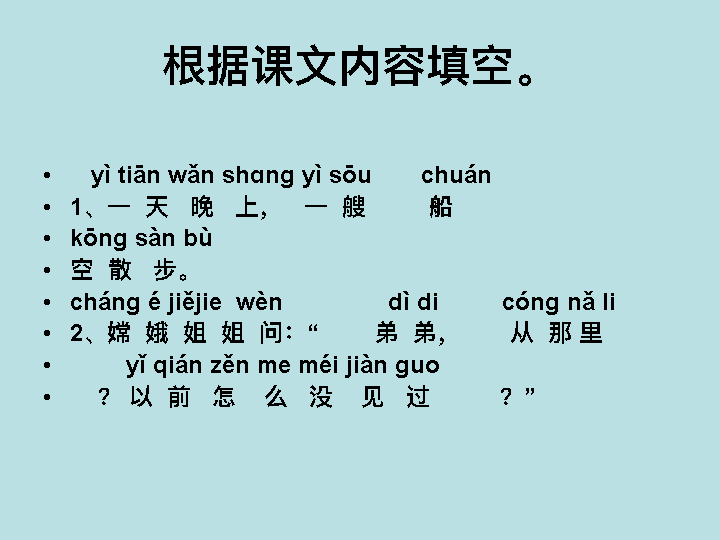 根据课文内容填空。
• yì tiān wǎn shɑng yì sōu chuán
• 1、一 天 晚 上， 一 艘 船
• kōng sàn bù
• 空 散 步。
• cháng é jiějie wèn dì di cóng nǎ li
• 2、嫦 娥 姐 姐 问：“ 弟 弟， 从 那 里
• yǐ qián zěn me méi jiàn guo
• ？ 以 前 怎 么 没 见 过 ？”